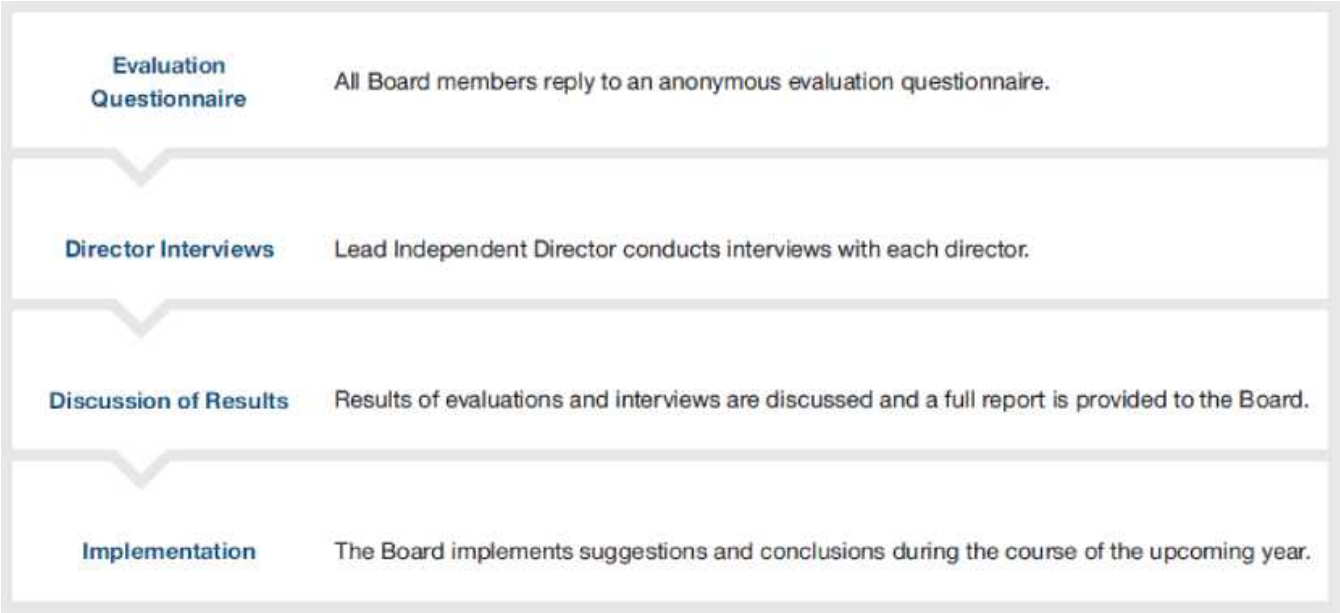 Evaluation
Questionnaire
All Board members reply to an anonymous evaluation questionnaire.
Director Interviews
Lead Independent Director conducts interviews with each director.
Discussion of Results
Results of evaluations and interviews are discussed and a full report is provided to the Board.
Implementation
The Board implements suggestions and conclusions during the course of the upcoming year.